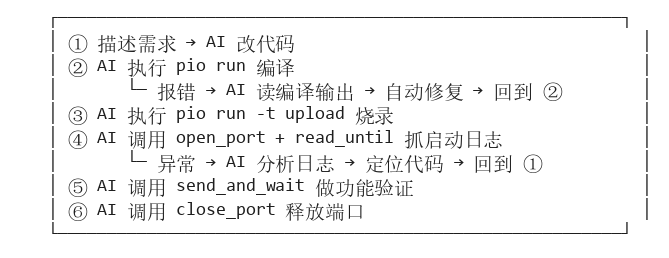 ① 描述需求 → AI 改代码
② AI 执行 pio run 编译
└─ 报错 → AI 读编译输出 → 自动修复 → 回到 ②
③ AI 执行 pio run -t upload 烧录
④ AI 调用 open_port + read_until 抓启动日志
└─ 异常 → AI 分析日志 → 定位代码 → 回到 ①
⑤ AI 调用 send_and_wait 做功能验证
⑥ AI 调用 close_port 释放端口